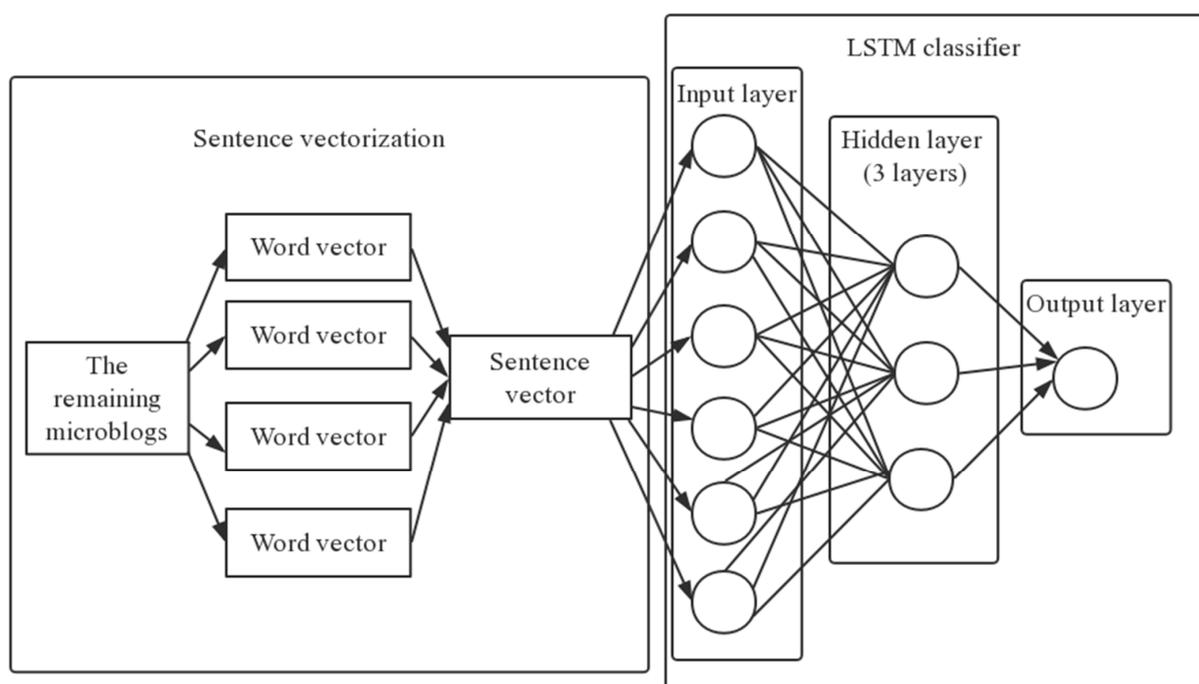 LSTM classifier
Sentence vectorization
The
remaining
microblogs
Word vector
Word vector
Word vector
Word vector
Sentence
vector
Input layer
Hidden layer
(3 layers)
Output layer